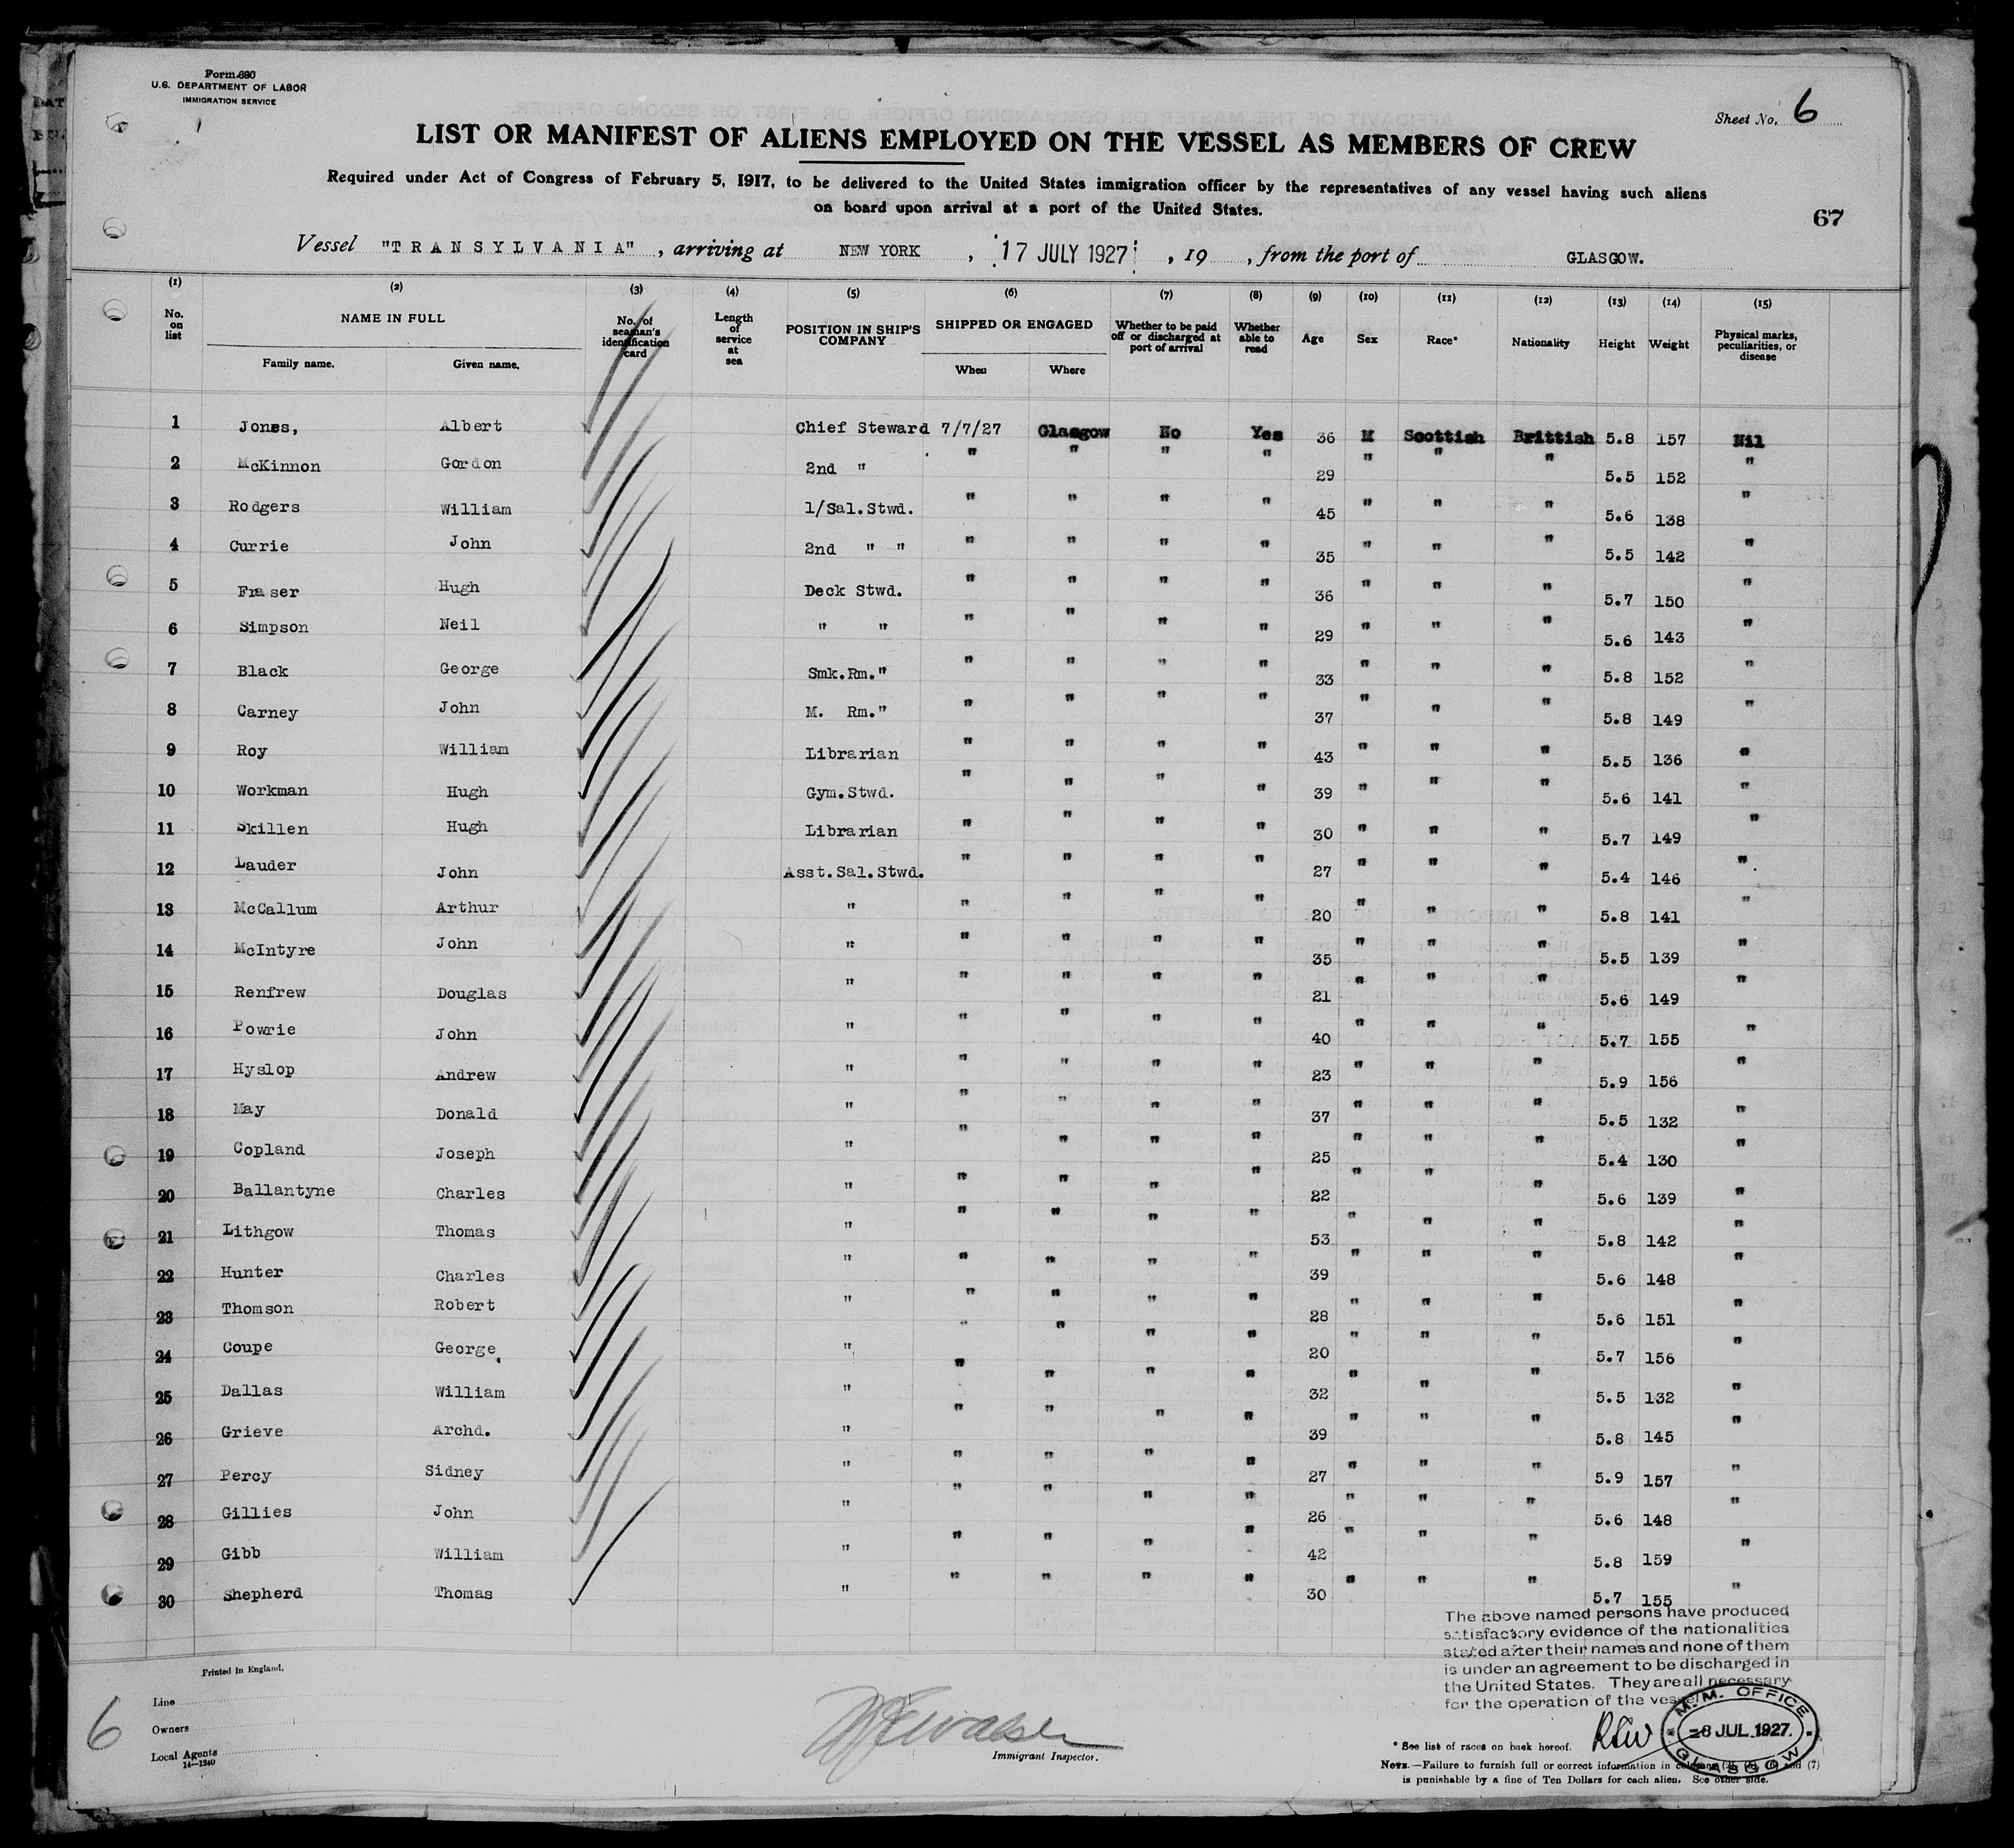 Form 680
U.S. DEPARTMENT OF LABOR
IMMIGRATION SERVICE
Sheet No. 6
LIST OR MANIFEST OF ALIENS EMPLOYED ON THE VESSEL AS MEMBERS OF CREW
Required under Act of Congress of February 5, 1917, to be delivered to the United States immigration officer by the representatives of any vessel having such aliens
on board upon arrival at a port of the United States.
67
Vessel "TRANSYLVANIA", arriving at NEW YORK, 17 JULY 1927, 19 , from the port of GLASGOW.
(1) (2) (3) (4) (5) (6) (7) (8) (9) (10) (11) (12) (13) (14) (15)
No. on list NAME IN FULL Family name. Given name. No. of seaman's identification card Length of service at sea POSITION IN SHIP'S COMPANY SHIPPED OR ENGAGED When Where Whether to be paid off or discharged at port of arrival Whether able to read Age Sex Race* Nationality Height Weight Physical marks, peculiarities, or disease
1 Jones, Albert Chief Steward 7/7/27 Glasgow No Yes 36 M Scottish Brittish 5.8 157 Nil
2 McKinnon Gordon 2nd " " " " " 29 " " " 5.5 152 "
3 Rodgers William 1/Sal.Stwd. " " " " 45 " " " 5.6 138 "
4 Currie John 2nd " " " " " " 35 " " " 5.5 142 "
5 Fraser Hugh Deck Stwd. " " " " 36 " " " 5.7 150 "
6 Simpson Neil " " " " " " 29 " " " 5.6 143 "
7 Black George Smk.Rm." " " " " 33 " " " 5.8 152 "
8 Carney John M. Rm." " " " " 37 " " " 5.8 149 "
9 Roy William Librarian " " " " 43 " " " 5.5 136 "
10 Workman Hugh Gym.Stwd. " " " " 39 " " " 5.6 141 "
11 Skillen Hugh Librarian " " " " 30 " " " 5.7 149 "
12 Lauder John Asst.Sal.Stwd. " " " " 27 " " " 5.4 146 "
13 McCallum Arthur " " " " " 20 " " " 5.8 141 "
14 McIntyre John " " " " " 35 " " " 5.5 139 "
15 Renfrew Douglas " " " " " 21 " " " 5.6 149 "
16 Powrie John " " " " " 40 " " " 5.7 155 "
17 Hyslop Andrew " " " " " 23 " " " 5.9 156 "
18 May Donald " " " " " 37 " " " 5.5 132 "
19 Copland Joseph " " " " " 25 " " " 5.4 130 "
20 Ballantyne Charles " " " " " 22 " " " 5.6 139 "
21 Lithgow Thomas " " " " " 53 " " " 5.8 142 "
22 Hunter Charles " " " " " 39 " " " 5.6 148 "
23 Thomson Robert " " " " " 28 " " " 5.6 151 "
24 Coupe George, " " " " " 20 " " " 5.7 156 "
25 Dallas William " " " " " 32 " " " 5.5 132 "
26 Grieve Archd. " " " " " 39 " " " 5.8 145 "
27 Percy Sidney " " " " " 27 " " " 5.9 157 "
28 Gillies John " " " " " 26 " " " 5.6 148 "
29 Gibb William " " " " " 42 " " " 5.8 159 "
30 Shepherd Thomas " " " " " 30 " " " 5.7 155 "
The above named persons have produced
satisfactory evidence of the nationalities
stated after their names and none of them
is under an agreement to be discharged in
the United States. They are all necessary
for the operation of the vessel
Printed in England.
6
Line
Owners
Local Agents
14—1240
Immigrant Inspector.
M.M. OFFICE
8 JUL 1927
GLASGOW
* See list of races on back hereof.
NOTE.—Failure to furnish full or correct information in columns and (7)
is punishable by a fine of Ten Dollars for each alien. See other side.